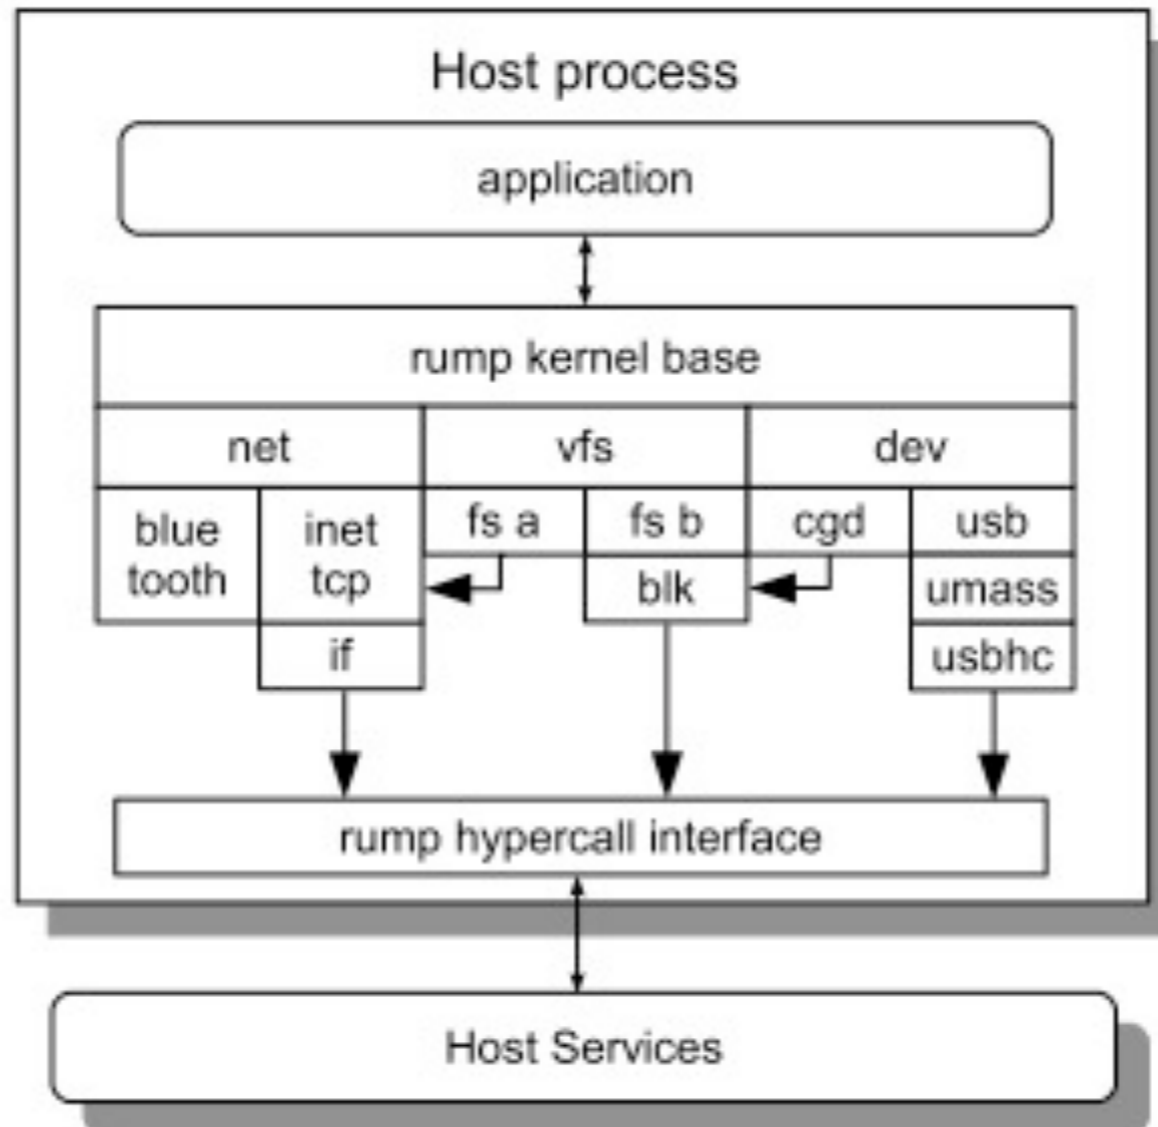 Host process
application
rump kernel base
net vfs dev
blue
tooth
inet
tcp
fs a fs b cgd usb
blk umass
if usbhc
rump hypercall interface
Host Services